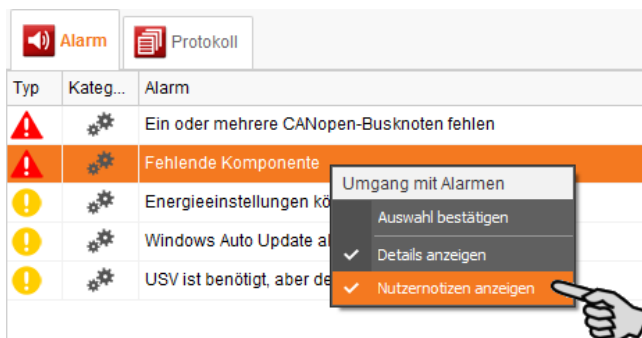 Alarm Protokoll
Typ Kateg... Alarm
Ein oder mehrere CANopen-Busknoten fehlen
Fehlende Komponente
Umgang mit Alarmen
Energieeinstellungen kö
Auswahl bestätigen
Windows Auto Update a
Details anzeigen
USV ist benötigt, aber de
Nutzernotizen anzeigen